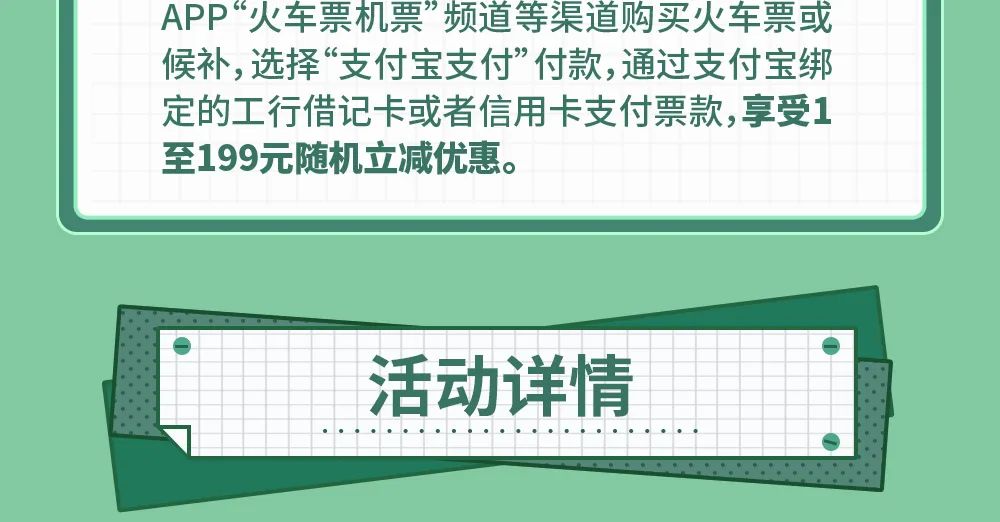 APP“火车票机票”频道等渠道购买火车票或
候补，选择“支付宝支付”付款，通过支付宝绑
定的工行借记卡或者信用卡支付票款，享受1
至199元随机立减优惠。
活动详情